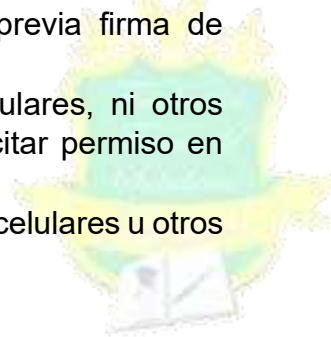 previa firma de
ulares, ni otros
citar permiso en
celulares u otros